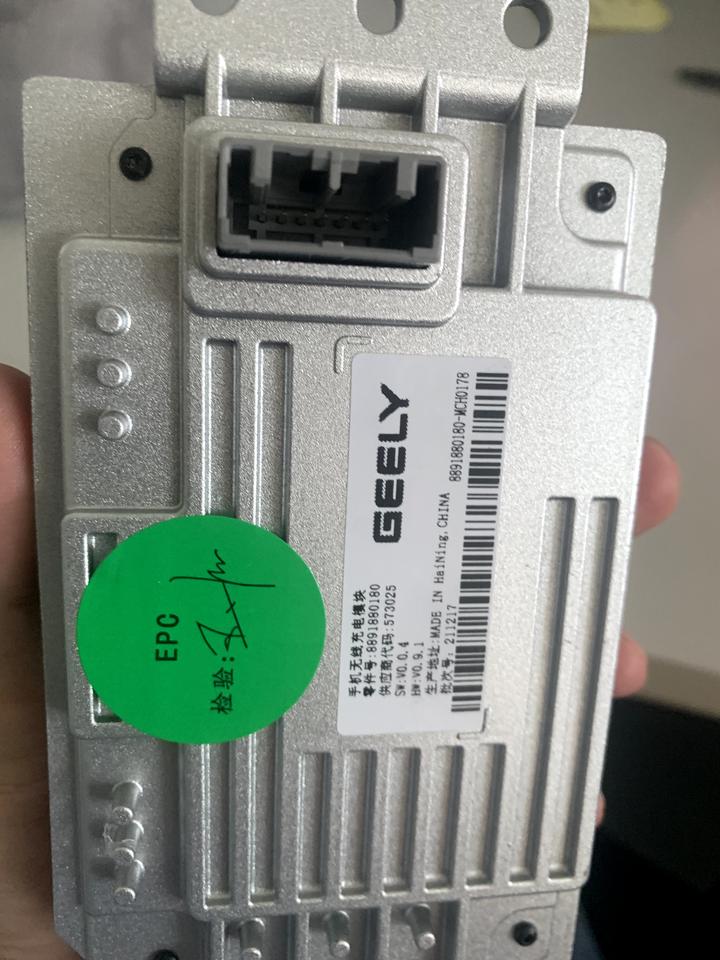 GEELY
手机无线充电模块
零件号:8891880180
供应商代码:573025
SW:V0.0.4
HW:V0.9.1
生产地址:MADE IN HaiNing,CHINA
批次号: 211217
8891880180-MCH0178
EPC
检验: